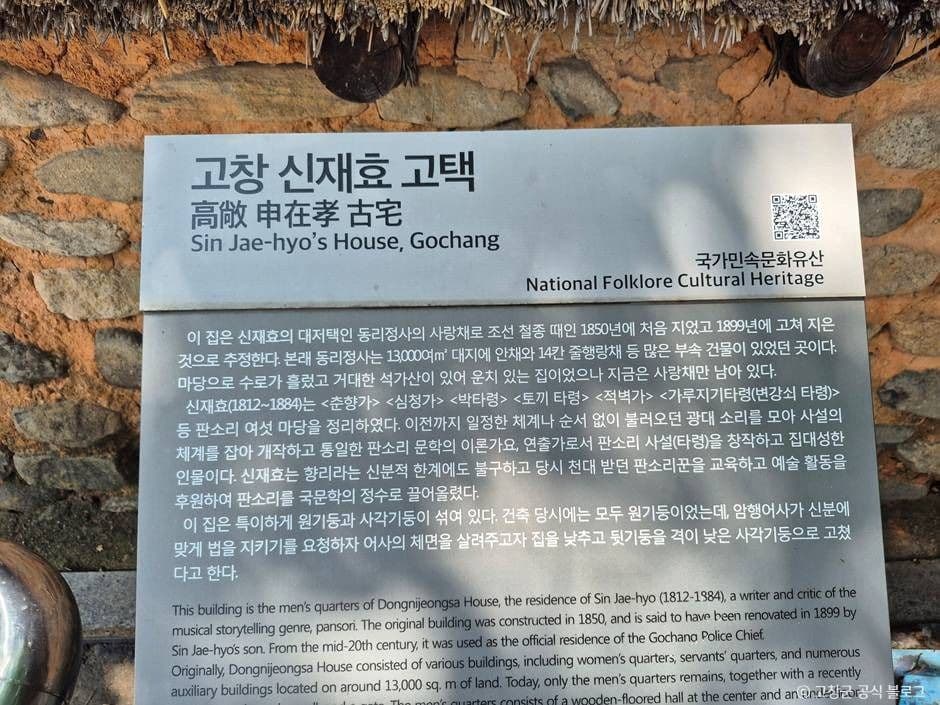 고창 신재효 고택
高敞 申在孝 古宅
Sin Jae-hyo's House, Gochang
국가민속문화유산
National Folklore Cultural Heritage
이 집은 신재효의 대저택인 동리정사의 사랑채로 조선 철종 때인 1850년에 처음 지었고 1899년에 고쳐 지은
것으로 추정한다. 본래 동리정사는 13,000여㎡ 대지에 안채와 14칸 줄행랑채 등 많은 부속 건물이 있었던 곳이다.
마당으로 수로가 흘렀고 거대한 석가산이 있어 운치 있는 집이었으나 지금은 사랑채만 남아 있다.
신재효(1812~1884)는 <춘향가> <심청가> <박타령> <토끼 타령> <적벽가> <가루지기타령(변강쇠 타령)>
등 판소리 여섯 마당을 정리하였다. 이전까지 일정한 체계나 순서 없이 불러오던 광대 소리를 모아 사설의
체계를 잡아 개작하고 통일한 판소리 문학의 이론가요, 연출가로서 판소리 사설(타령)을 창작하고 집대성한
인물이다. 신재효는 향리라는 신분적 한계에도 불구하고 당시 천대 받던 판소리꾼을 교육하고 예술 활동을
후원하여 판소리를 국문학의 정수로 끌어올렸다.
이 집은 특이하게 원기둥과 사각기둥이 섞여 있다. 건축 당시에는 모두 원기둥이었는데, 암행어사가 신분에
맞게 법을 지키기를 요청하자 어사의 체면을 살려주고자 집을 낮추고 뒷기둥을 격이 낮은 사각기둥으로 고쳤
다고 한다.
This building is the men's quarters of Dongnijeongsa House, the residence of Sin Jae-hyo (1812-1984), a writer and critic of the
musical storytelling genre, pansori. The original building was constructed in 1850, and is said to have been renovated in 1899 by
Sin Jae-hyo's son. From the mid-20th century, it was used as the official residence of the Gochang Police Chief.
Originally, Dongnijeongsa House consisted of various buildings, including women's quarters, servants' quarters, and numerous
auxiliary buildings located on around 13,000 sq. m of land. Today, only the men's quarters remains, together with a recently
The men's quarters consists of a wooden-floored hall at the center and an
© 고창군 공식 블로그